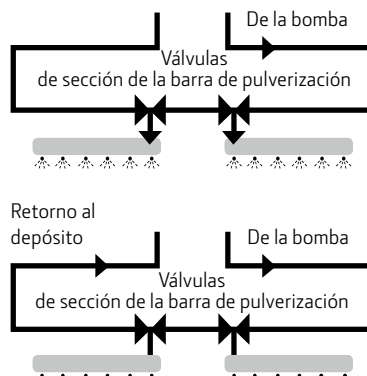 De la bomba
Válvulas
de sección de la barra de pulverización
Retorno al
depósito
De la bomba
Válvulas
de sección de la barra de pulverización